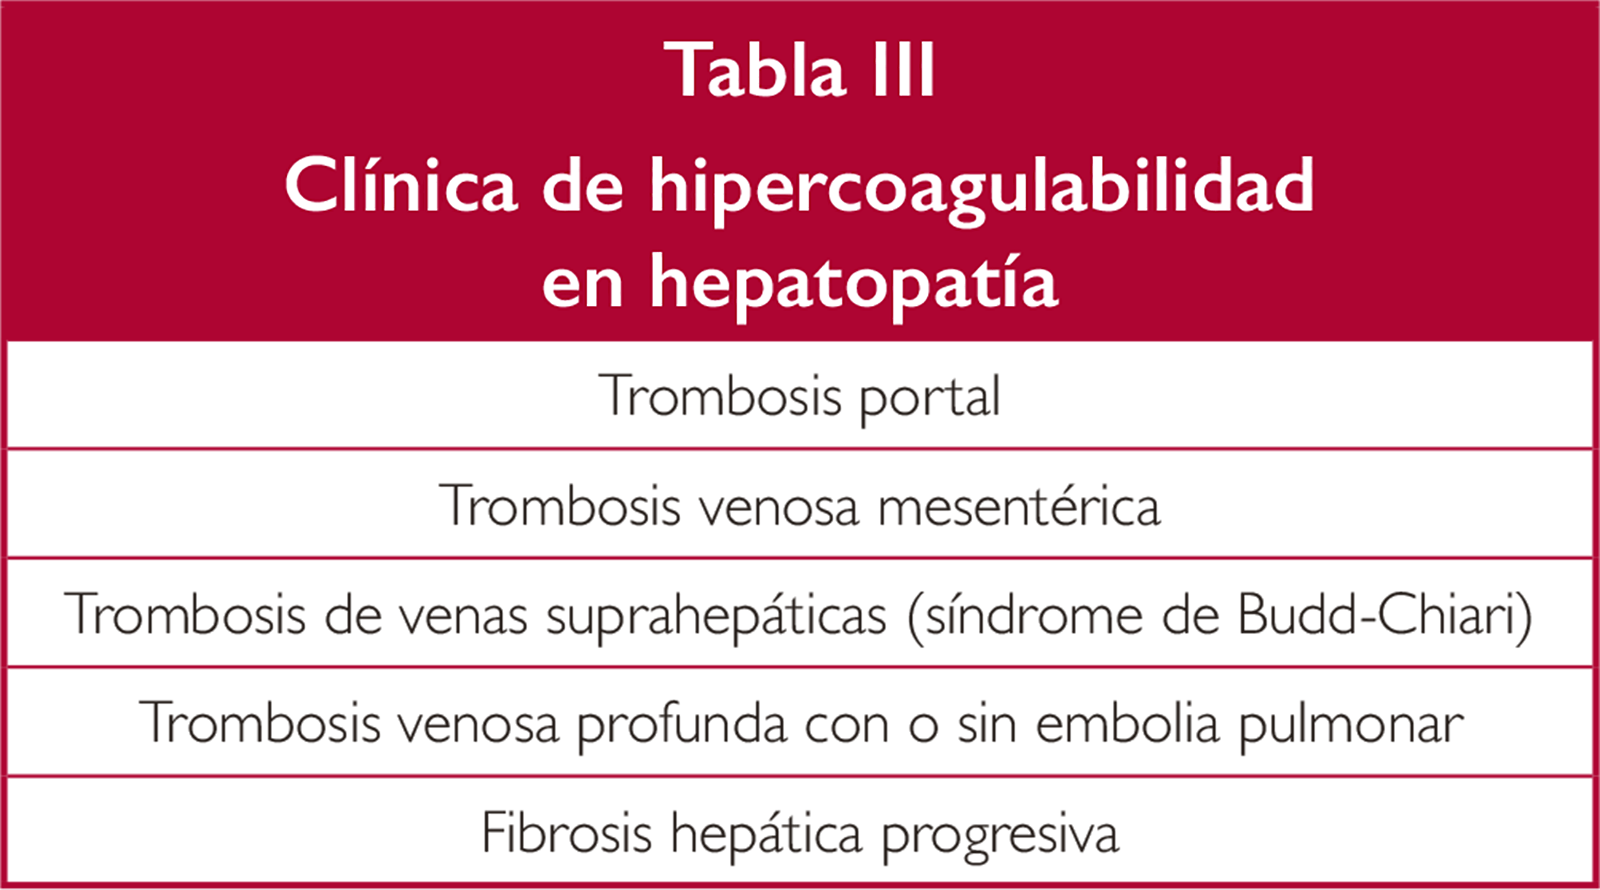 Tabla III
Clínica de hipercoagulabilidad
en hepatopatía
Trombosis portal
Trombosis venosa mesentérica
Trombosis de venas suprahepáticas (síndrome de Budd-Chiari)
Trombosis venosa profunda con o sin embolia pulmonar
Fibrosis hepática progresiva